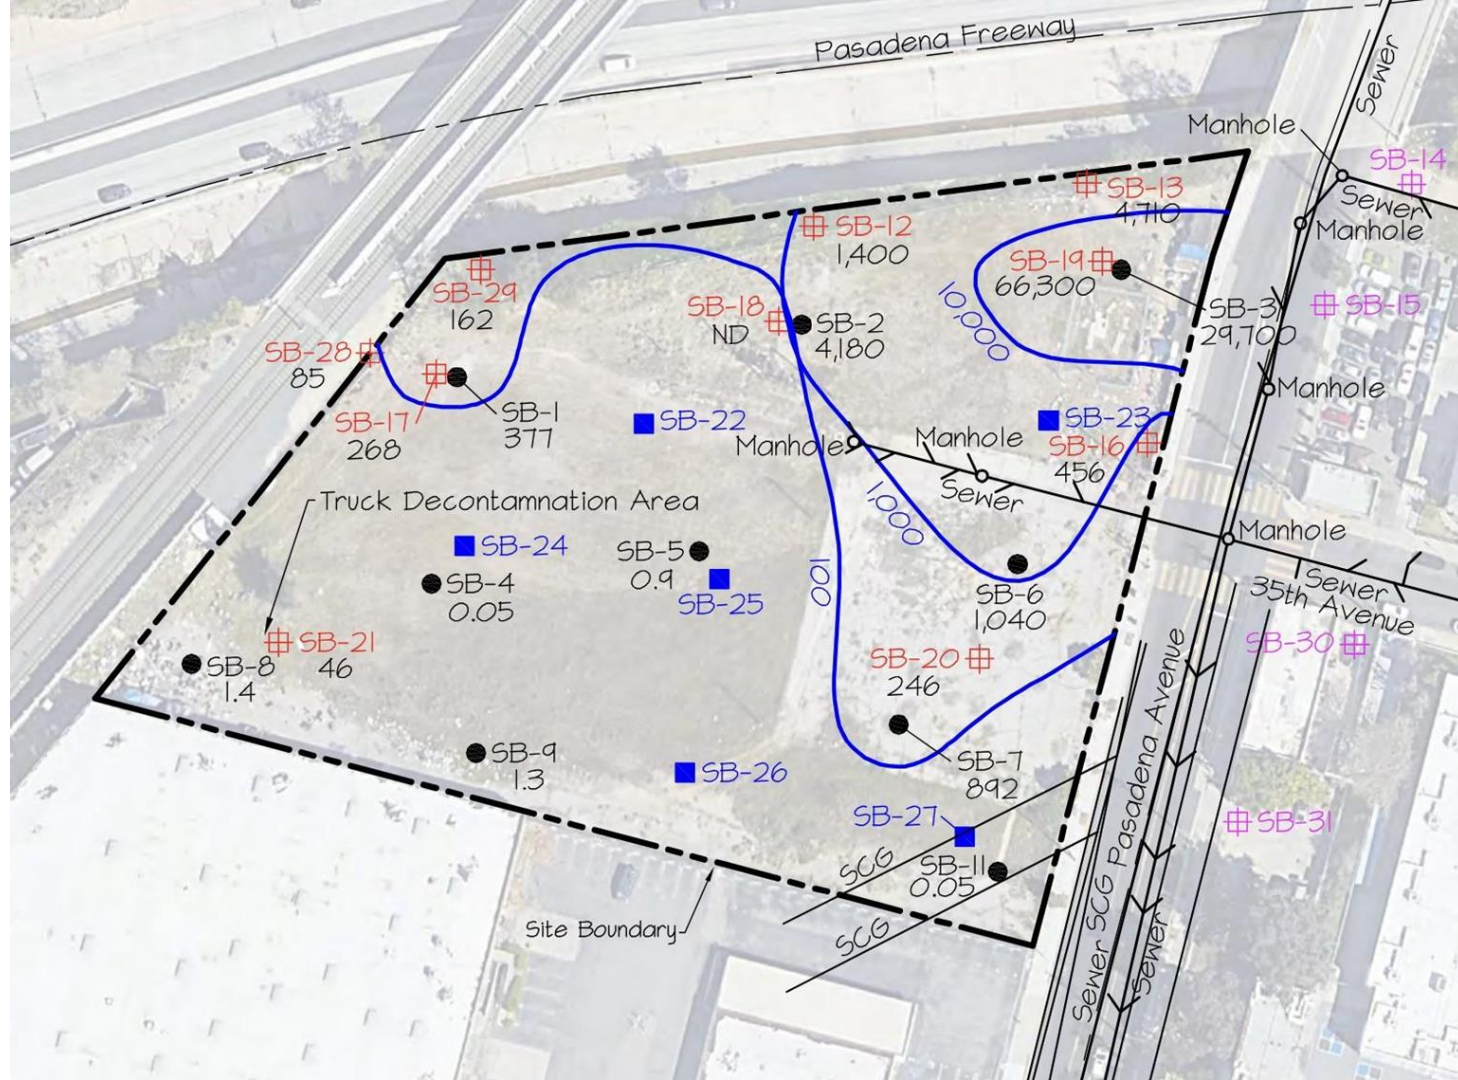 Pasadena Freeway
Sewer
Manhole
SB-14
Sewer
Manhole
SB-13
4,710
SB-12
1,400
SB-19
66,300
SB-29
162
10,000
SB-3
29,700
SB-15
SB-18
ND
SB-2
4,180
SB-28
85
Manhole
SB-17
268
SB-1
377
SB-22
SB-23
Manhole
Manhole
SB-16
456
Sewer
Truck Decontamnation Area
1,000
Manhole
SB-24
SB-5
0.9
SB-4
0.05
SB-25
100
SB-6
1,040
Sewer
35th Avenue
SB-21
46
SB-8
1.4
SB-20
246
SB-30
SB-9
1.3
SB-26
SB-7
892
SB-27
SB-31
SCG
SB-11
0.05
Site Boundary
SCG
Sewer SCG Pasadena Avenue
Sewer